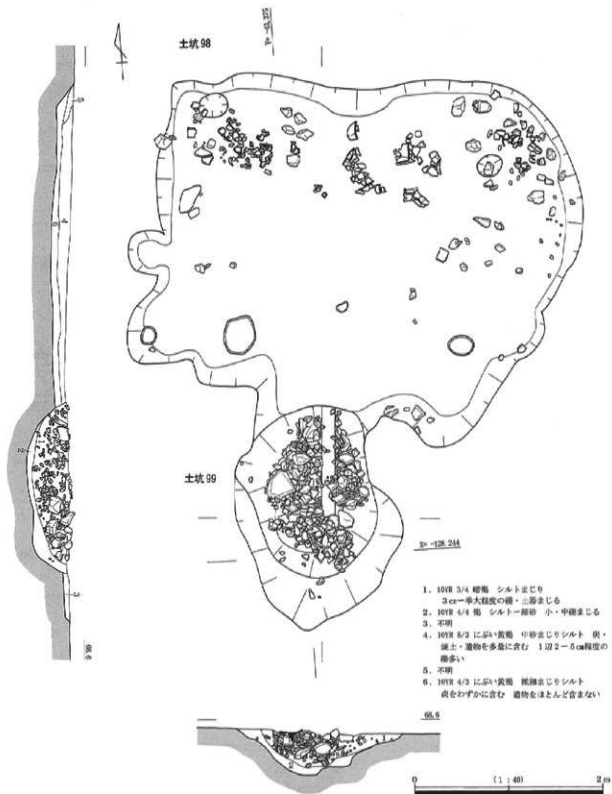 土坑98
土坑99
X= -128.244
1. 10YR 3/4 暗褐 シルトまじり
3cm〜拳大程度の礫・土器まじる
2. 10YR 4/4 褐 シルト〜細砂 小・中礫まじる
3. 不明
4. 10YR 5/3 にぶい黄褐 中砂まじりシルト 炭・
焼土・遺物を多量に含む 1辺2〜5cm程度の
礫多い
5. 不明
6. 10YR 4/3 にぶい黄褐 シルト
炭をわずかに含む 遺物をほとんど含まない
5
4
6
2
3
68.6
68.6
1
2
0 (1:40) 2m